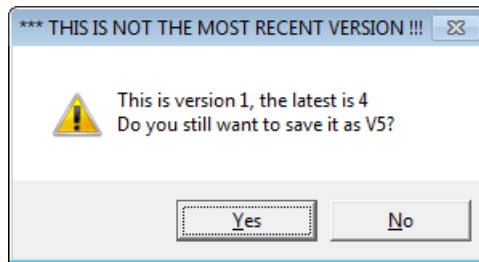 *** THIS IS NOT THE MOST RECENT VERSION !!!
This is version 1, the latest is 4
Do you still want to save it as V5?
Yes No